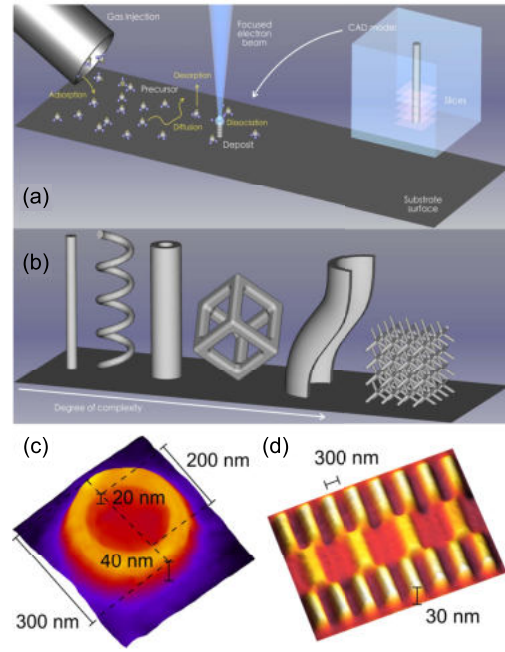 (a)
Gas Injection
Focused
electron
beam
CAD model
Desorption
Adsorption
Precursor
Slices
Diffusion
Dissociation
Deposit
Substrate
surface
(b)
Degree of complexity
(c)
200 nm
20 nm
40 nm
300 nm
(d)
300 nm
30 nm